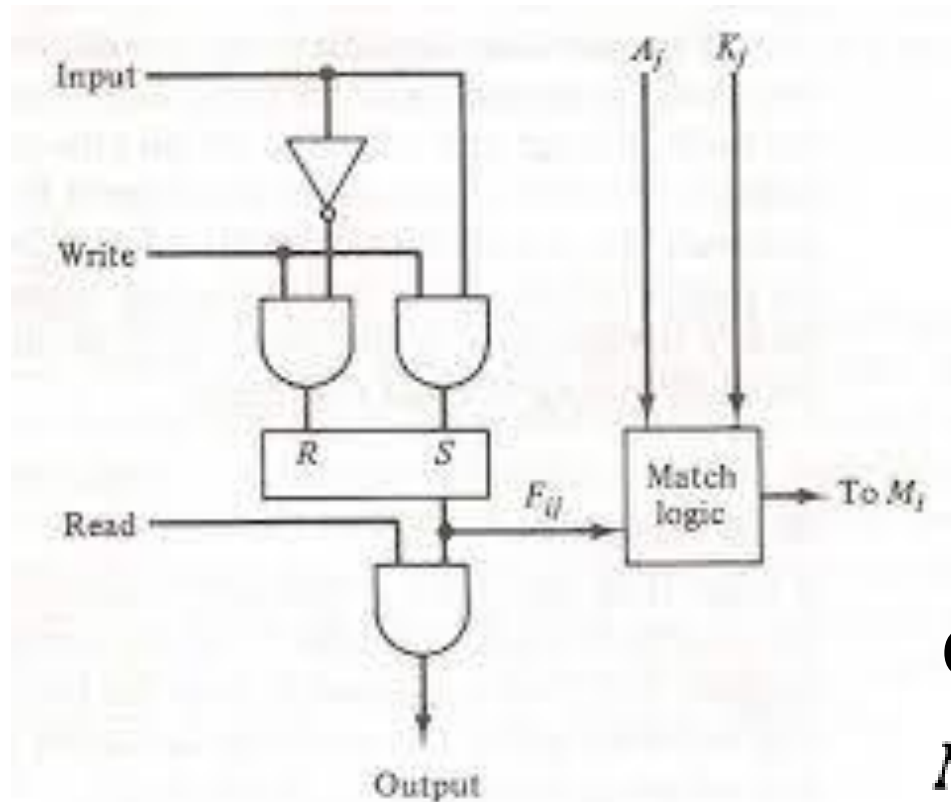 Input
A_j K_j
Write
R S
Match
logic
F_ij
To M_i
Read
Output